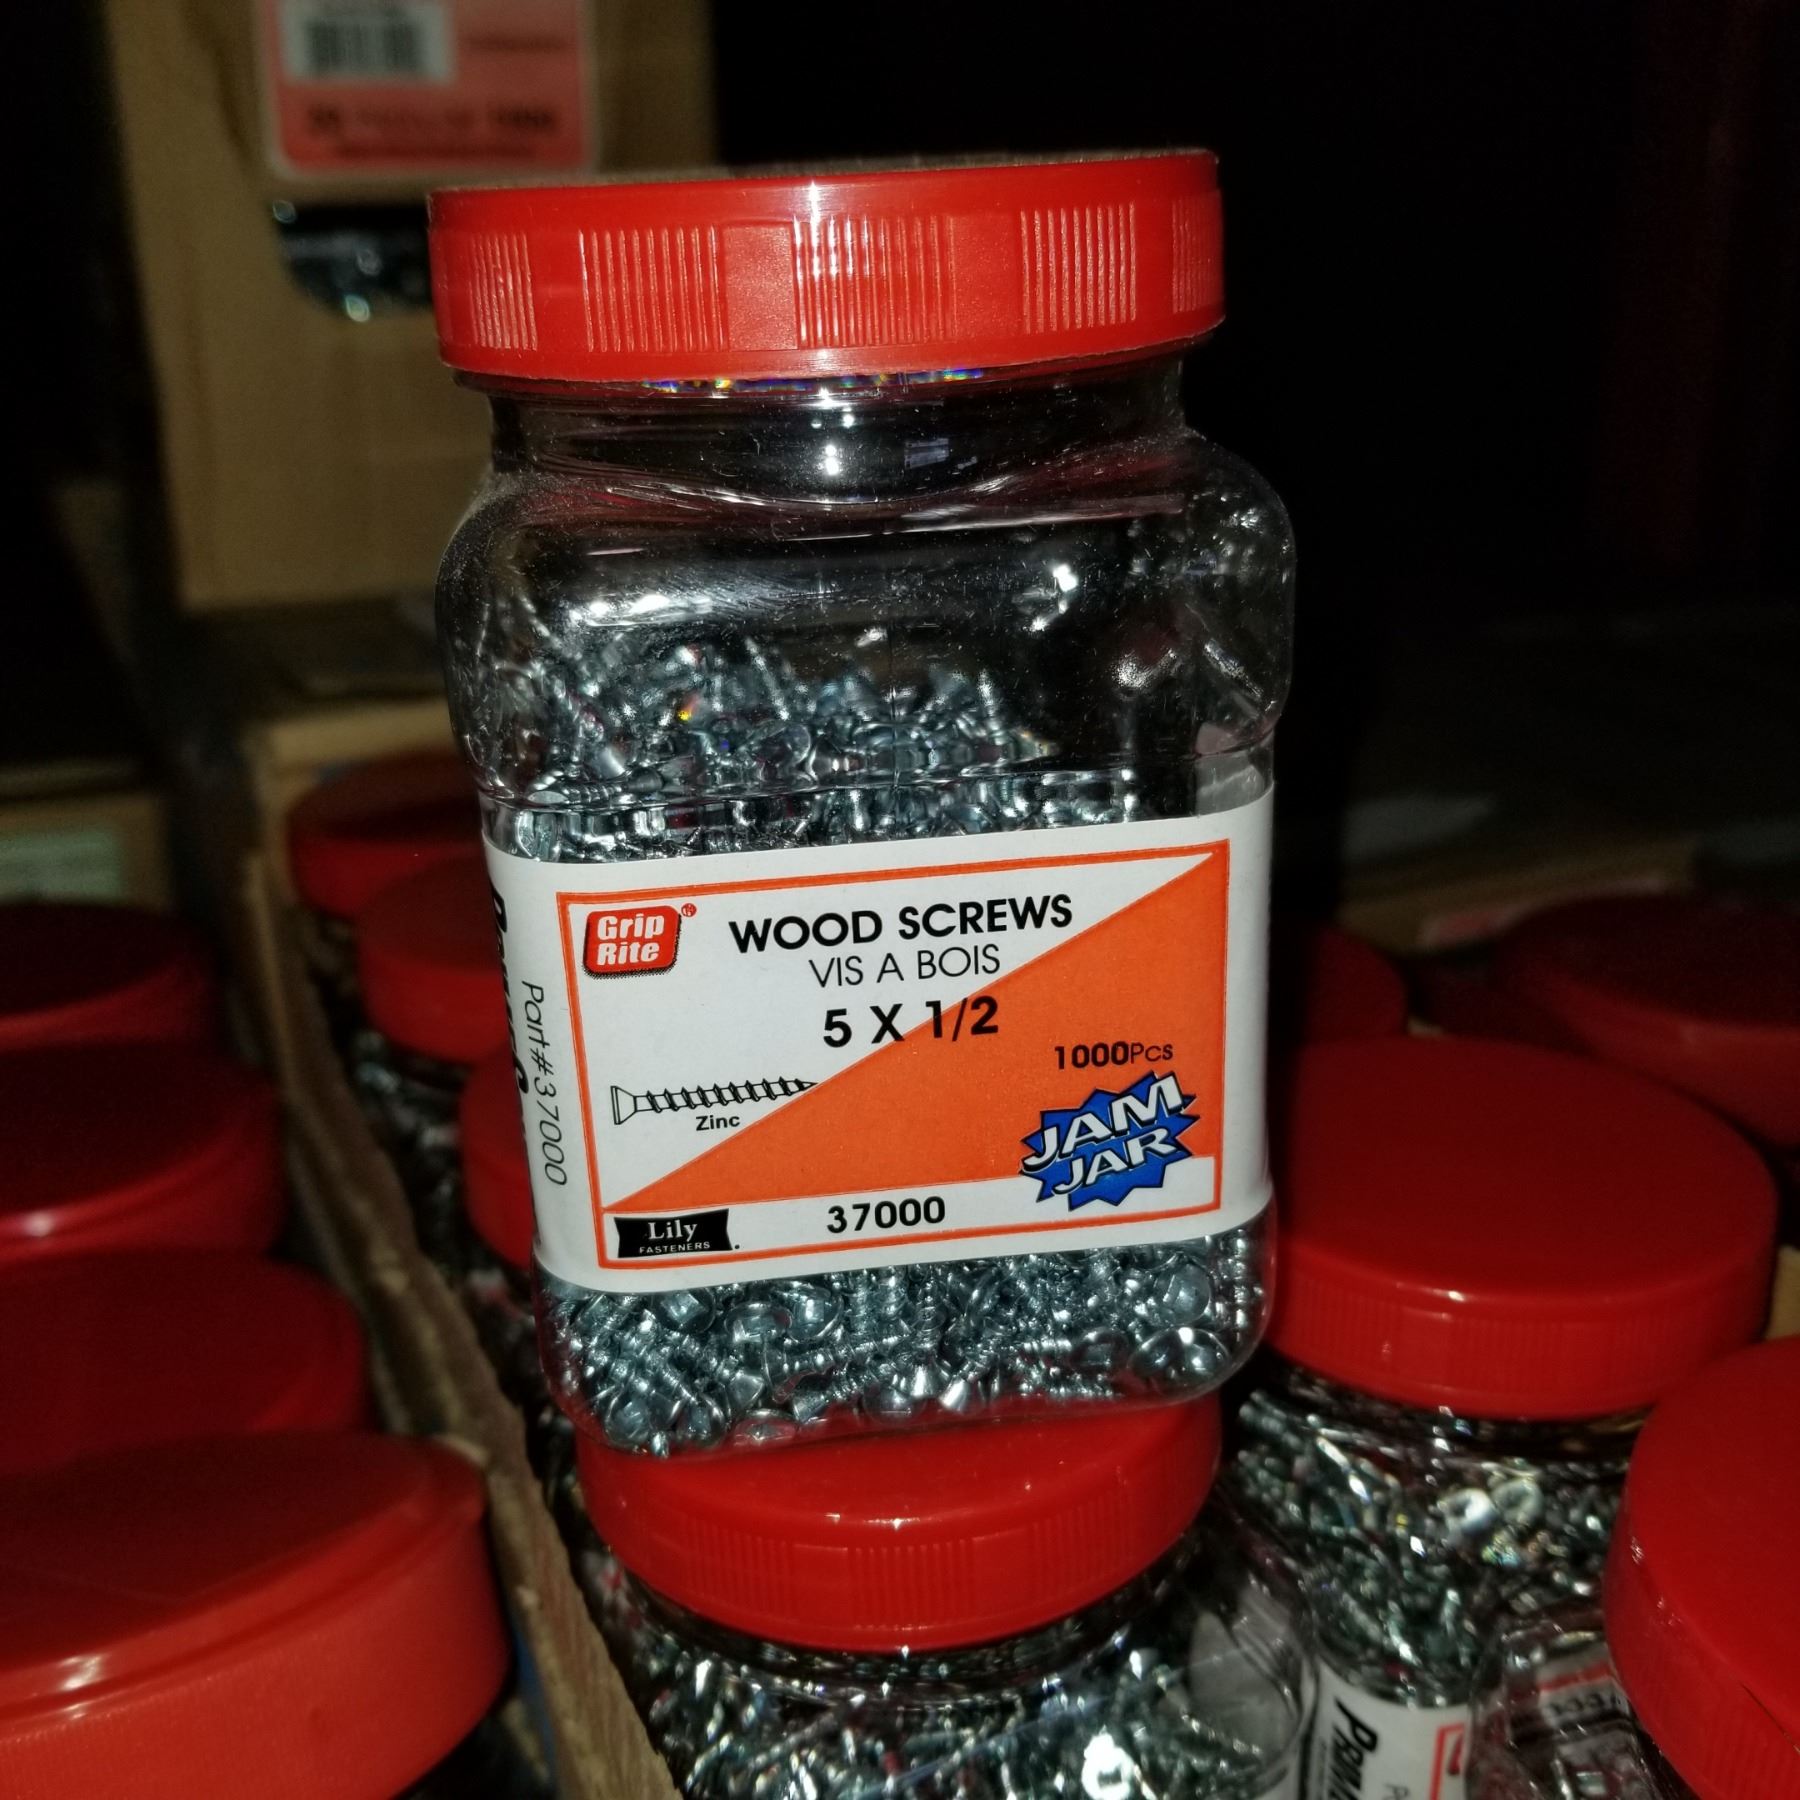 Grip
Rite®
WOOD SCREWS
VIS A BOIS
5 X 1/2
1000Pcs
Zinc
JAM
JAR
37000
Lily
FASTENERS
Part#37000